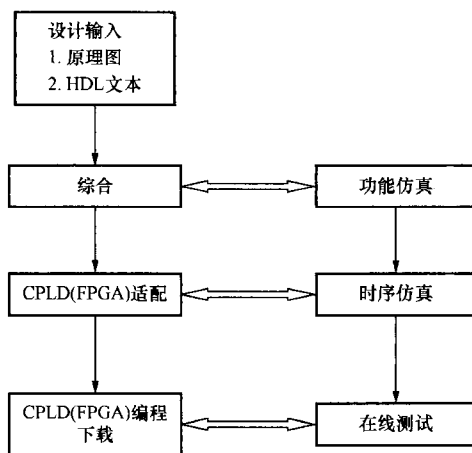 设计输入
1. 原理图
2. HDL文本
综合
功能仿真
CPLD(FPGA)适配
时序仿真
CPLD(FPGA)编程
下载
在线测试